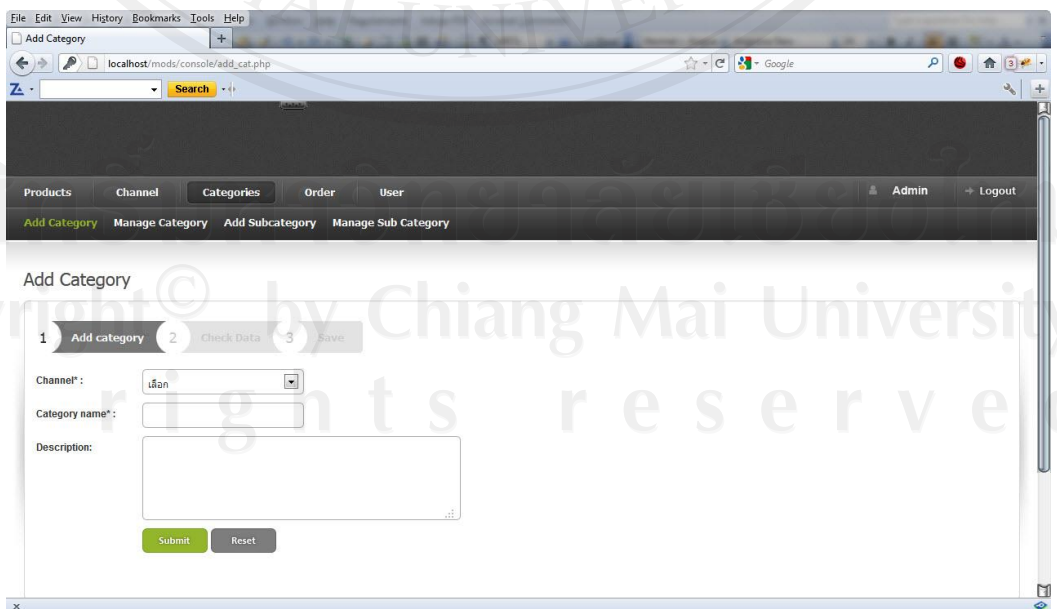 File Edit View History Bookmarks Tools Help
Add Category
localhost/mods/console/add_cat.php
Google
3
Search
Products Channel Categories Order User Admin Logout
Add Category Manage Category Add Subcategory Manage Sub Category
Add Category
1 Add category 2 Check Data 3 Save
Channel* : เลือก
Category name* :
Description:
Submit Reset
© by Chiang Mai University
rights reserve